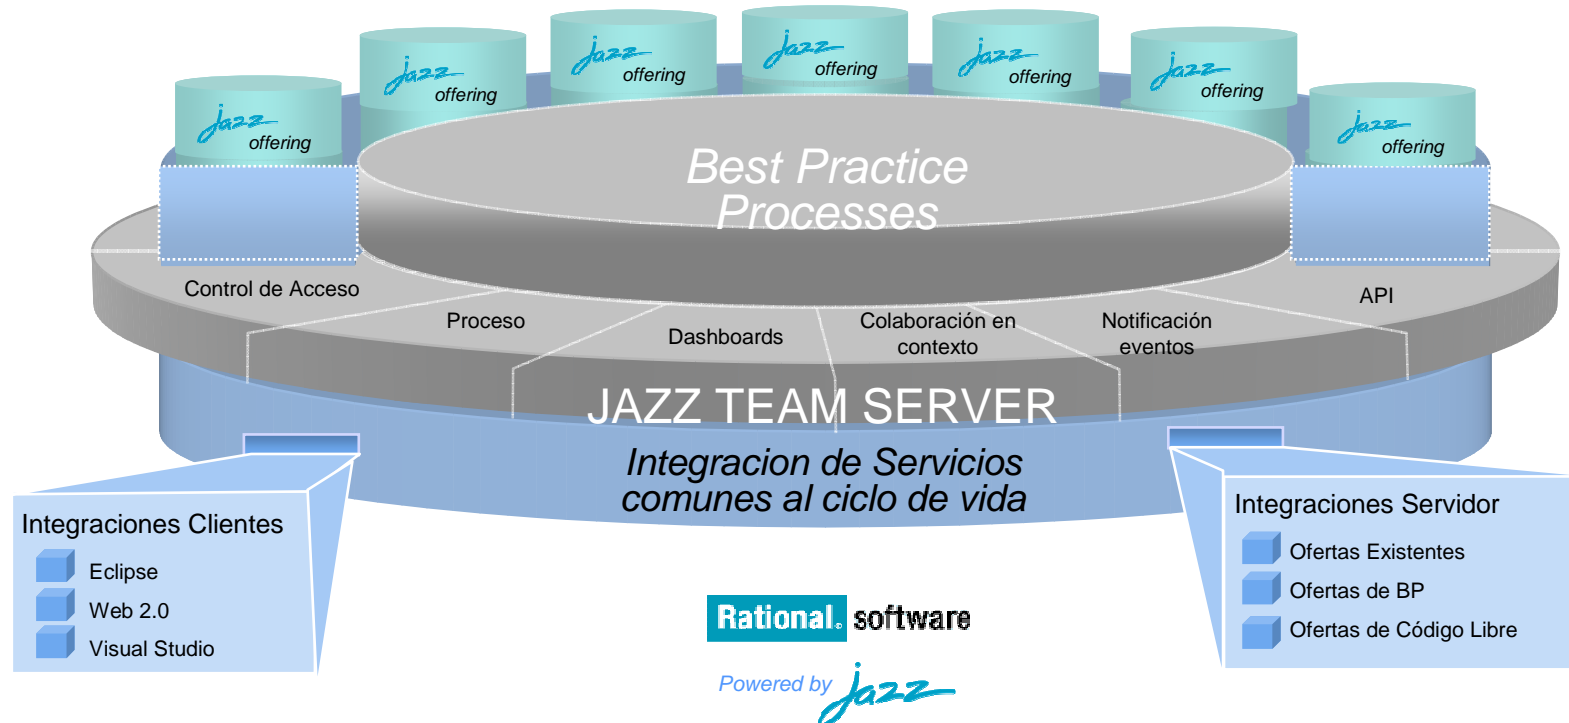 jazz
offering
jazz
offering
jazz
offering
jazz
offering
jazz
offering
jazz
offering
jazz
offering
Best Practice
Processes
Control de Acceso
Proceso
Dashboards
Colaboración en
contexto
Notificación
eventos
API
JAZZ TEAM SERVER
Integracion de Servicios
comunes al ciclo de vida
Integraciones Clientes
Eclipse
Web 2.0
Visual Studio
Integraciones Servidor
Ofertas Existentes
Ofertas de BP
Ofertas de Código Libre
Rational. software
Powered by jazz